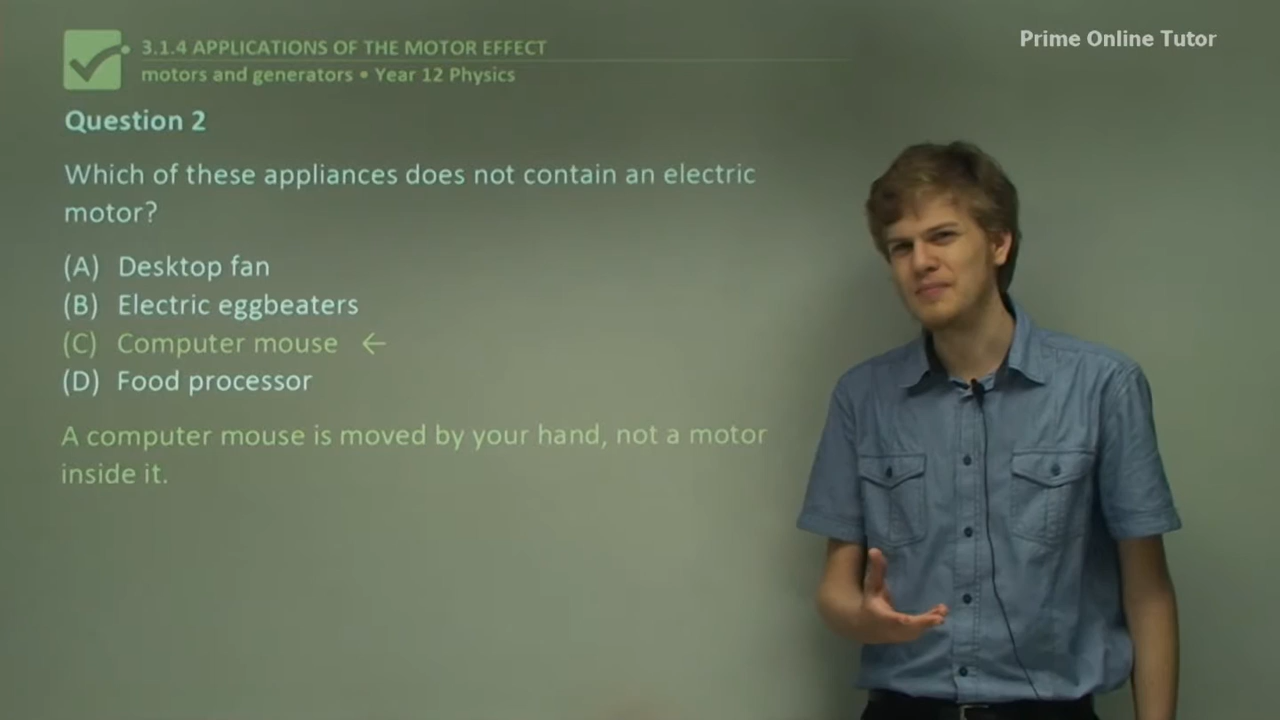 Prime Online Tutor
3.1.4 APPLICATIONS OF THE MOTOR EFFECT
motors and generators • Year 12 Physics
Question 2
Which of these appliances does not contain an electric
motor?
(A) Desktop fan
(B) Electric eggbeaters
(C) Computer mouse ←
(D) Food processor
A computer mouse is moved by your hand, not a motor
inside it.